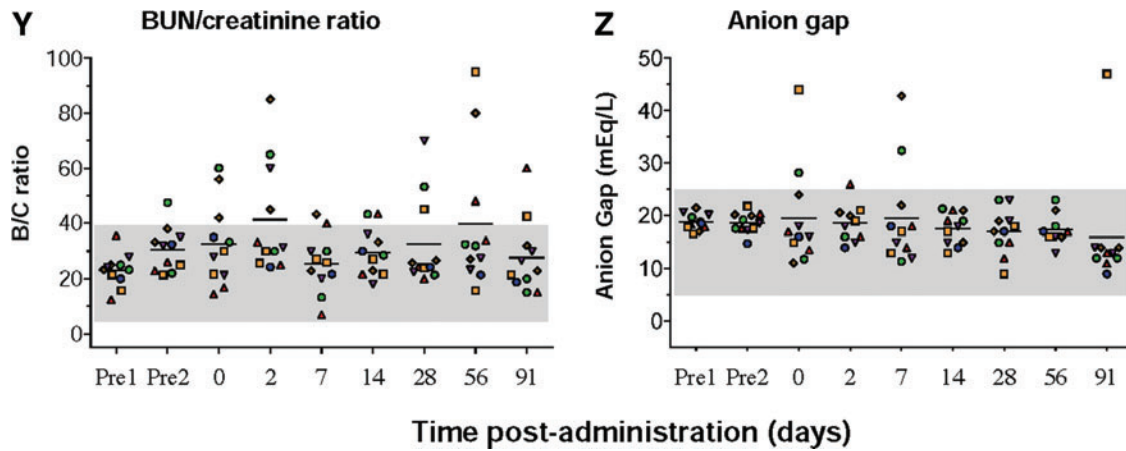 Y BUN/creatinine ratio
100
80
60
40
20
0
B/C ratio
Pre1 Pre2 0 2 7 14 28 56 91
Z Anion gap
50
40
30
20
10
0
Anion Gap (mEq/L)
Pre1 Pre2 0 2 7 14 28 56 91
Time post-administration (days)